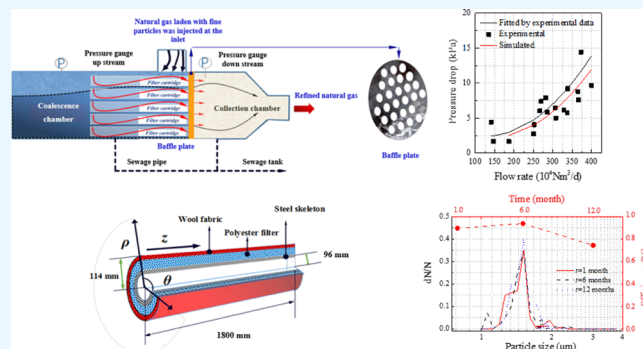 Natural gas laden with fine
particles was injected at the
inlet
Pressure gauge
up stream
Pressure gauge
down stream
P
P
Filter cartridge
Filter cartridge
Filter cartridge
Filter cartridge
Filter cartridge
Coalescence
chamber
Collection chamber
Refined natural gas
Baffle plate
Sewage pipe
Sewage tank
Baffle plate
Fitted by experimental data
Experimental
Simulated
Pressure drop (kPa)
20
15
10
5
0
100 150 200 250 300 350 400
Flow rate (10⁶Nm³/d)
Steel skeleton
Wool fabric
Polyester filter
ρ
z
θ
114 mm
96 mm
1800 mm
Time (month)
1.0 6.0 12.0
dN/N
0.5
0.4
0.3
0.2
0.1
0.0
1.0
0.8
0.6
0.4
0.2
0.0
t=1 month
t=6 months
t=12 months
1 2 3 4
Particle size (μm)